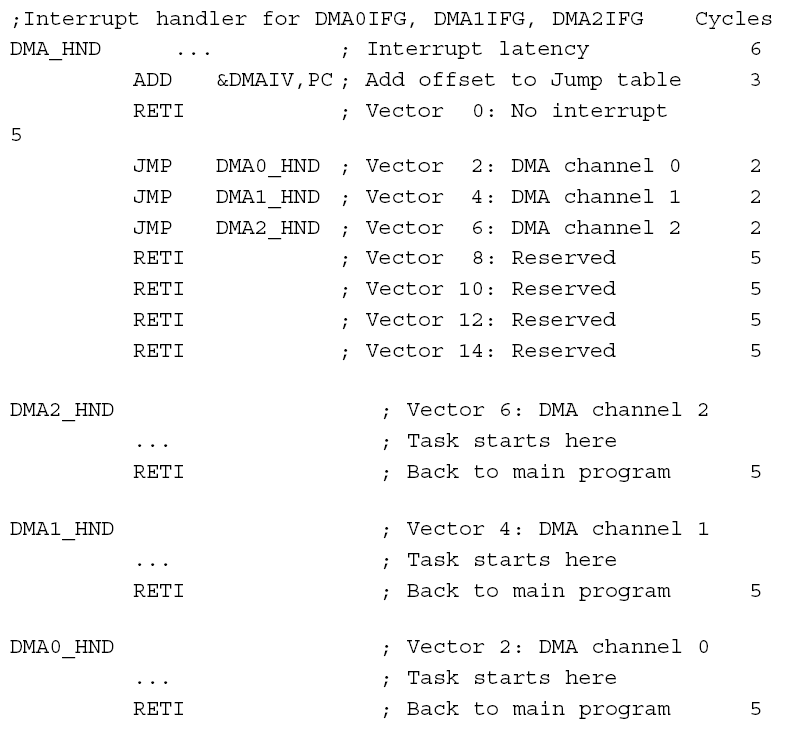 ;Interrupt handler for DMA0IFG, DMA1IFG, DMA2IFG    Cycles
DMA_HND      ...          ; Interrupt latency             6
         ADD    &DMAIV,PC ; Add offset to Jump table      3
         RETI             ; Vector  0: No interrupt
5
         JMP    DMA0_HND  ; Vector  2: DMA channel 0      2
         JMP    DMA1_HND  ; Vector  4: DMA channel 1      2
         JMP    DMA2_HND  ; Vector  6: DMA channel 2      2
         RETI             ; Vector  8: Reserved           5
         RETI             ; Vector 10: Reserved           5
         RETI             ; Vector 12: Reserved           5
         RETI             ; Vector 14: Reserved           5
DMA2_HND                     ; Vector 6: DMA channel 2
         ...                 ; Task starts here
         RETI                ; Back to main program       5
DMA1_HND                     ; Vector 4: DMA channel 1
         ...                 ; Task starts here
         RETI                ; Back to main program       5
DMA0_HND                     ; Vector 2: DMA channel 0
         ...                 ; Task starts here
         RETI                ; Back to main program       5